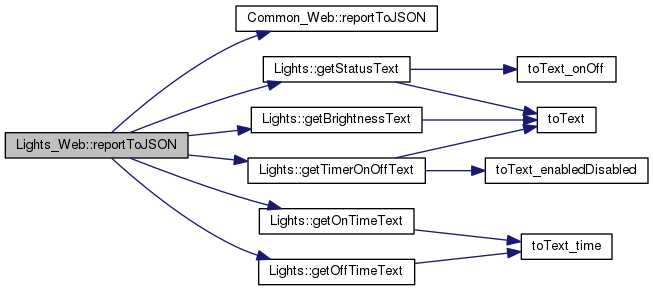 Common_Web::reportToJSON
Lights::getStatusText
toText_onOff
Lights::getBrightnessText
toText
Lights_Web::reportToJSON
Lights::getTimerOnOffText
toText_enabledDisabled
Lights::getOnTimeText
toText_time
Lights::getOffTimeText